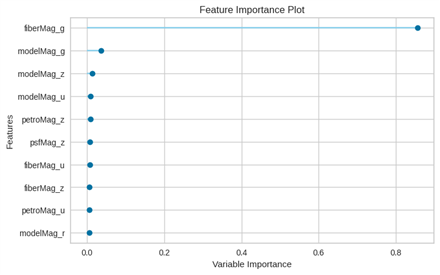 Feature Importance Plot
fiberMag_g
modelMag_g
modelMag_z
modelMag_u
petroMag_z
psfMag_z
fiberMag_u
fiberMag_z
petroMag_u
modelMag_r
Features
0.0 0.2 0.4 0.6 0.8
Variable Importance